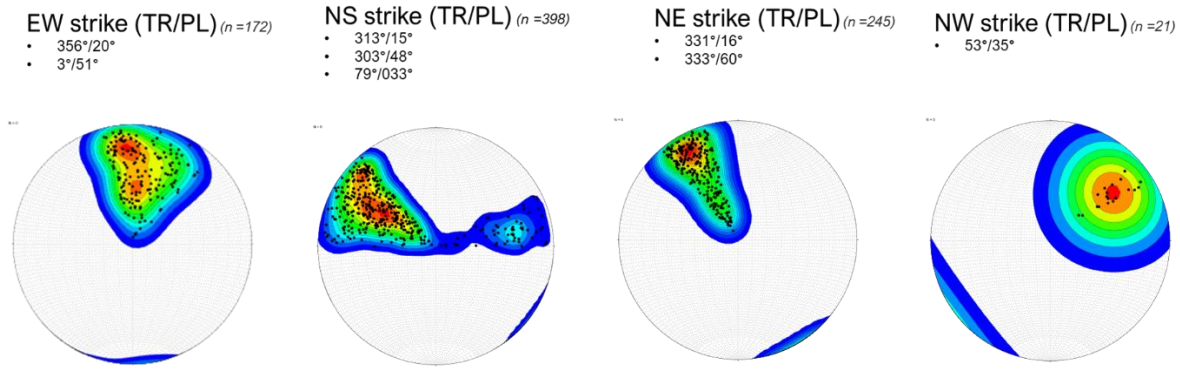 EW strike (TR/PL) (n =172)
• 356°/20°
• 3°/51°
NS strike (TR/PL) (n =398)
• 313°/15°
• 303°/48°
• 79°/033°
NE strike (TR/PL) (n =245)
• 331°/16°
• 333°/60°
NW strike (TR/PL) (n =21)
• 53°/35°